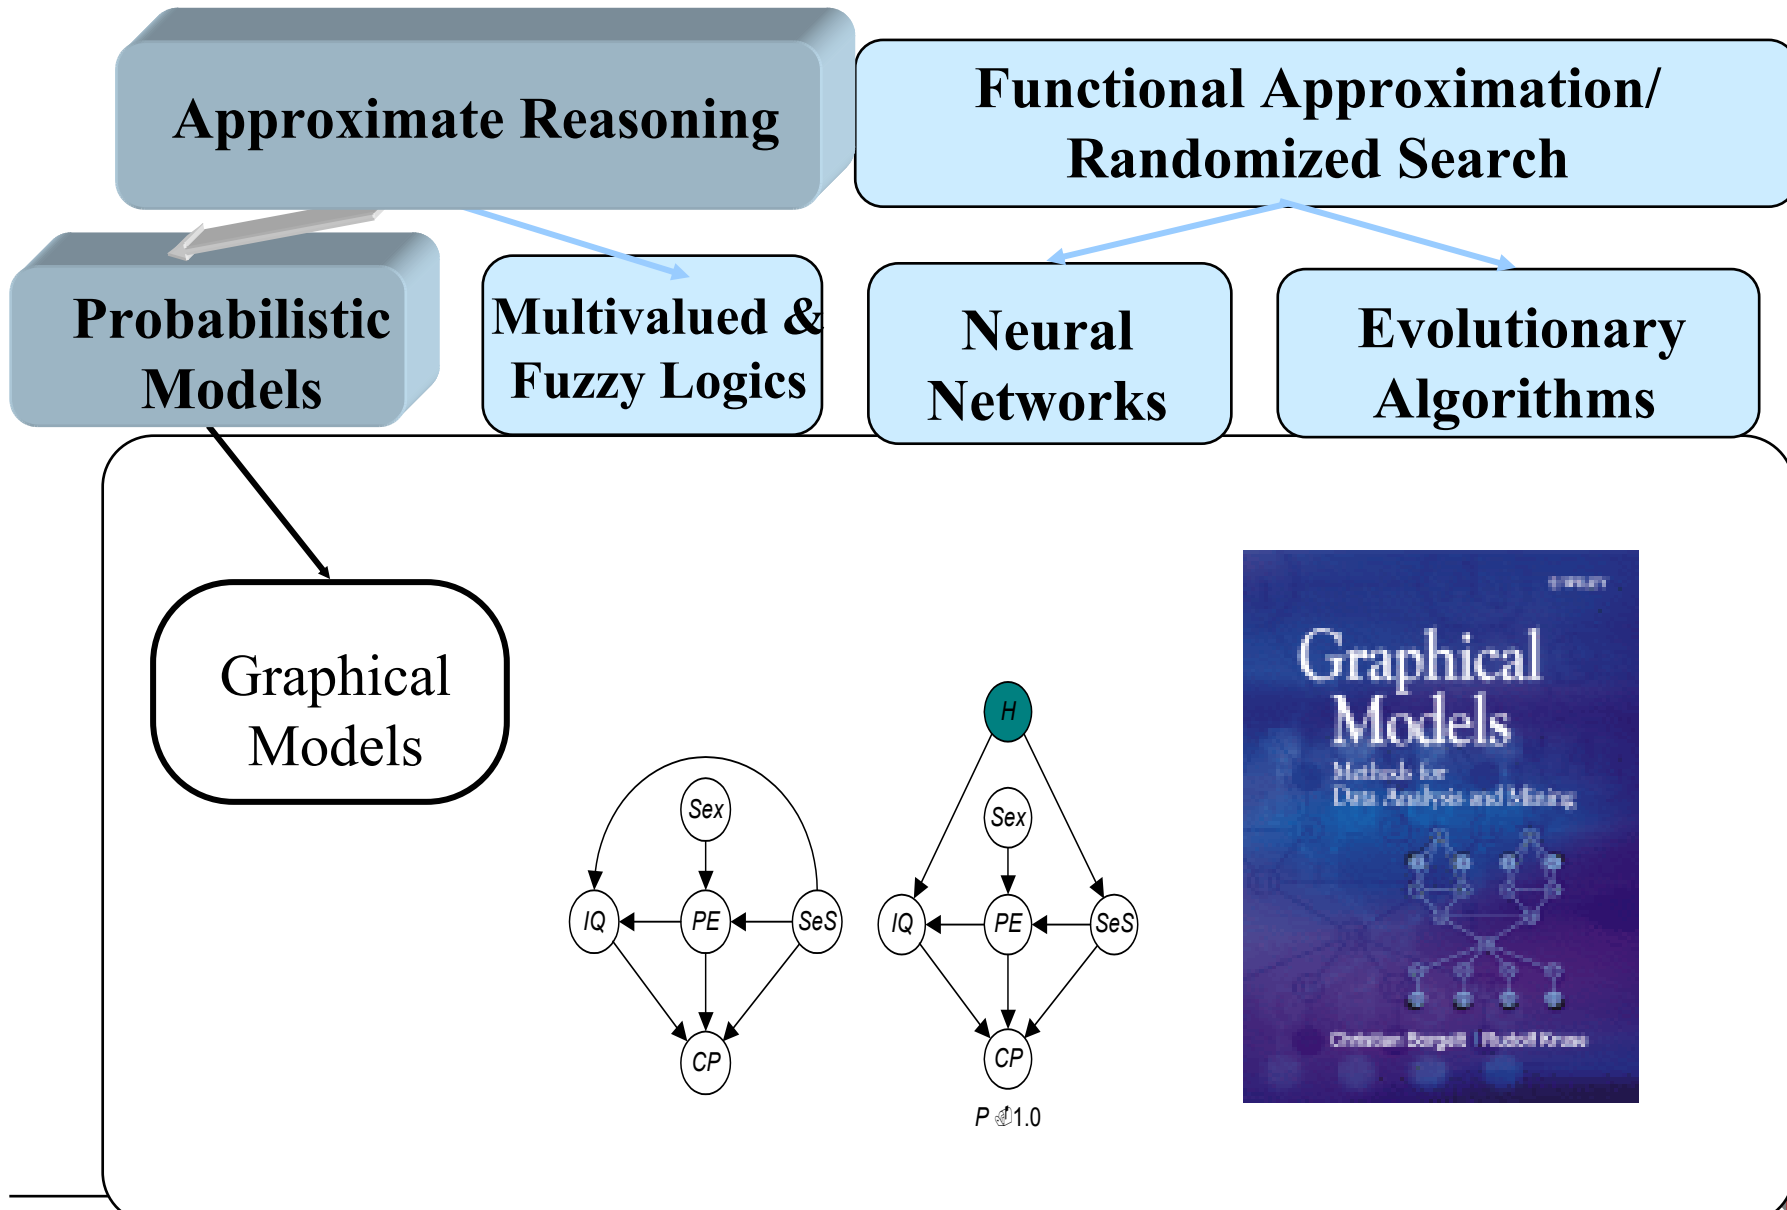 Approximate Reasoning
Functional Approximation/
Randomized Search
Probabilistic
Models
Multivalued &
Fuzzy Logics
Neural
Networks
Evolutionary
Algorithms
Graphical
Models
Sex
IQ
PE
SeS
CP
H
Sex
IQ
PE
SeS
CP
P ☝1.0
WILEY
Graphical
Models
Methods for
Data Analysis and Mining
Christian Borgelt | Rudolf Kruse